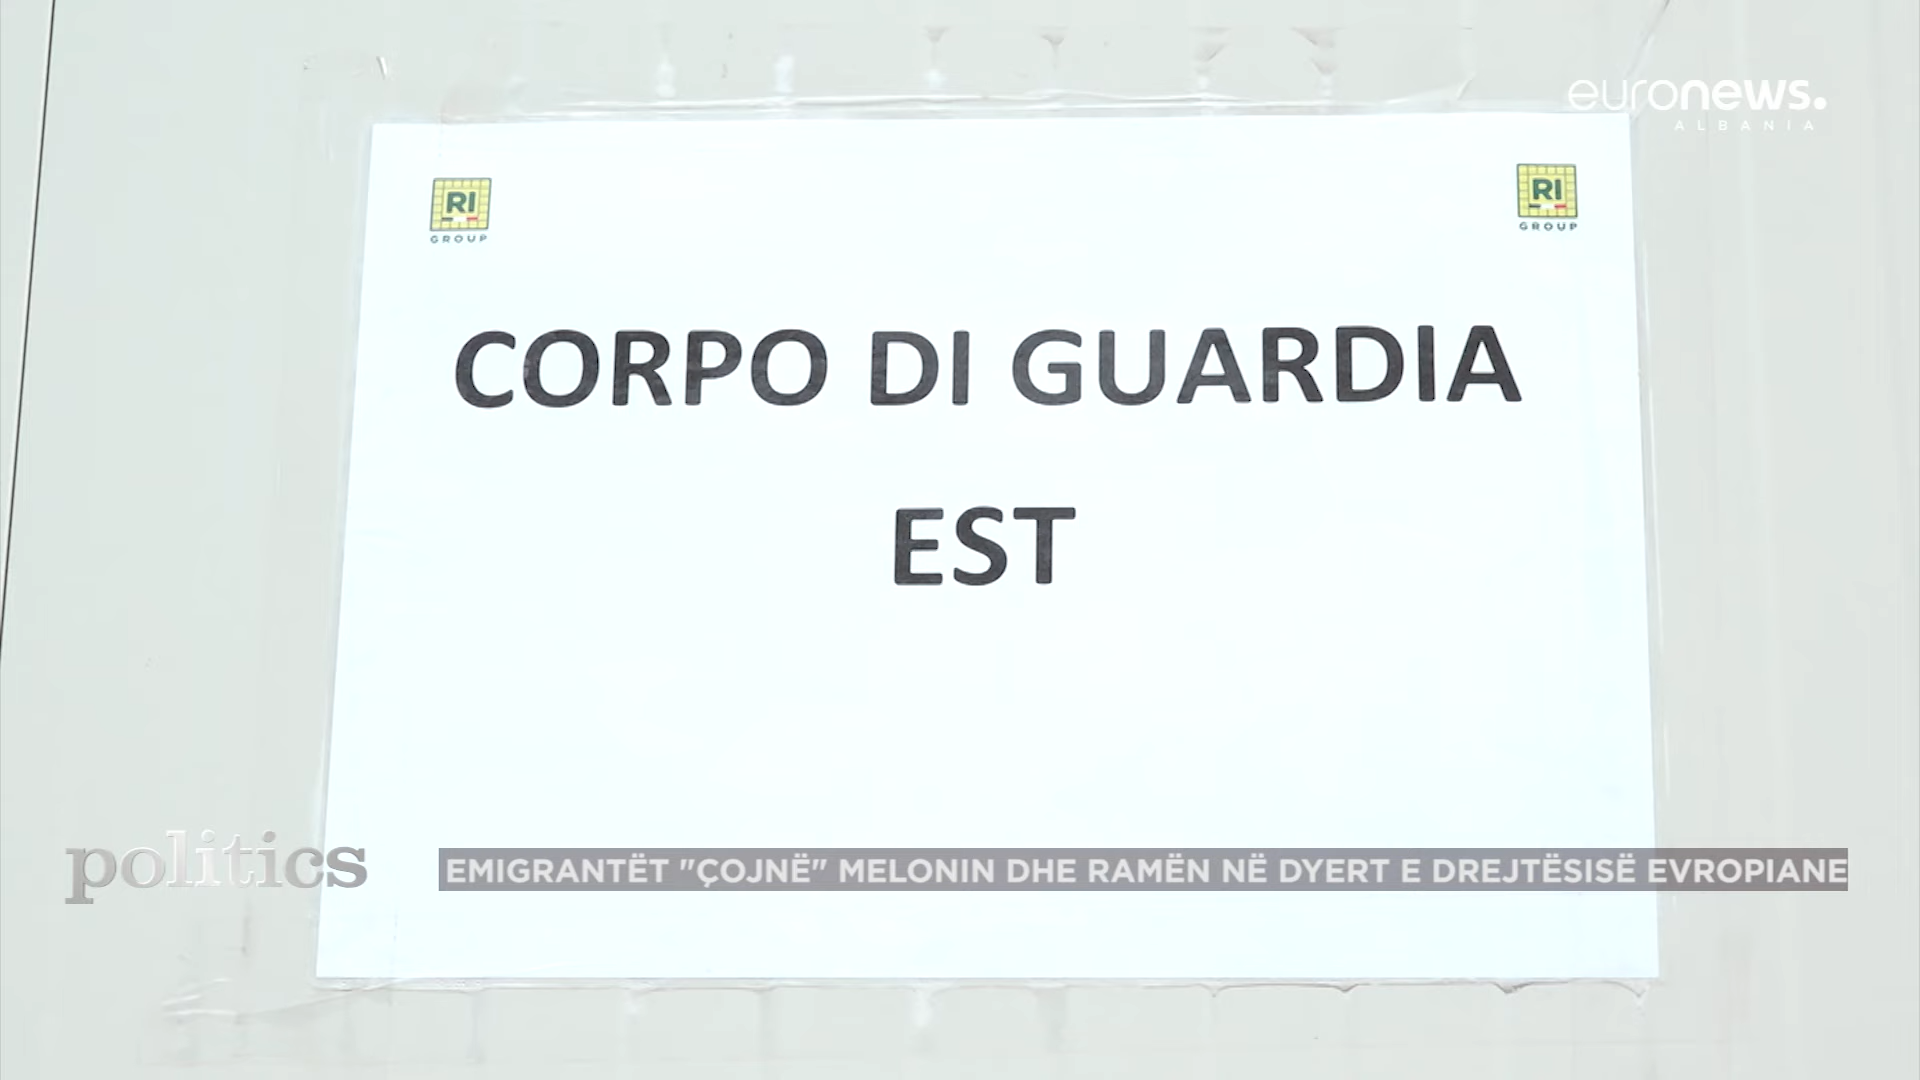 euronews.
ALBANIA
RI
GROUP
RI
GROUP
CORPO DI GUARDIA
EST
politics
EMIGRANTËT "ÇOJNË" MELONIN DHE RAMËN NË DYERT E DREJTËSISË EVROPIANE